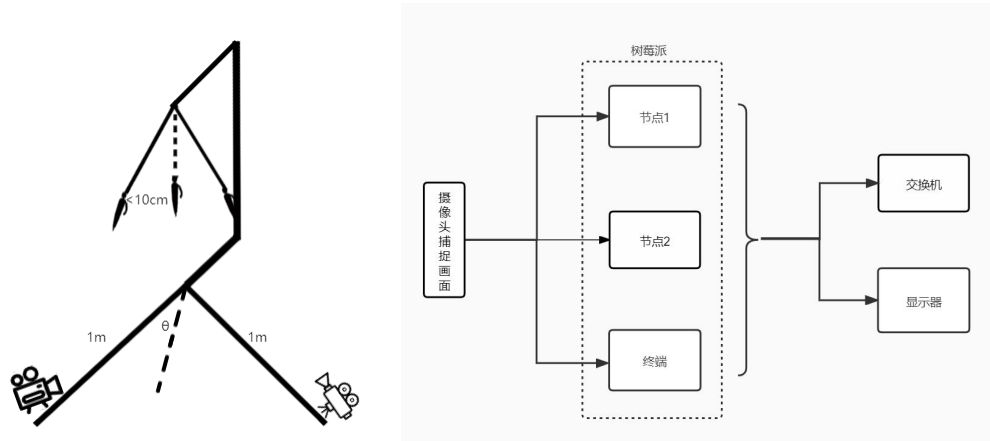 <10cm
θ
1m
1m
树莓派
节点1
摄像头捕捉画面
节点2
终端
交换机
显示器